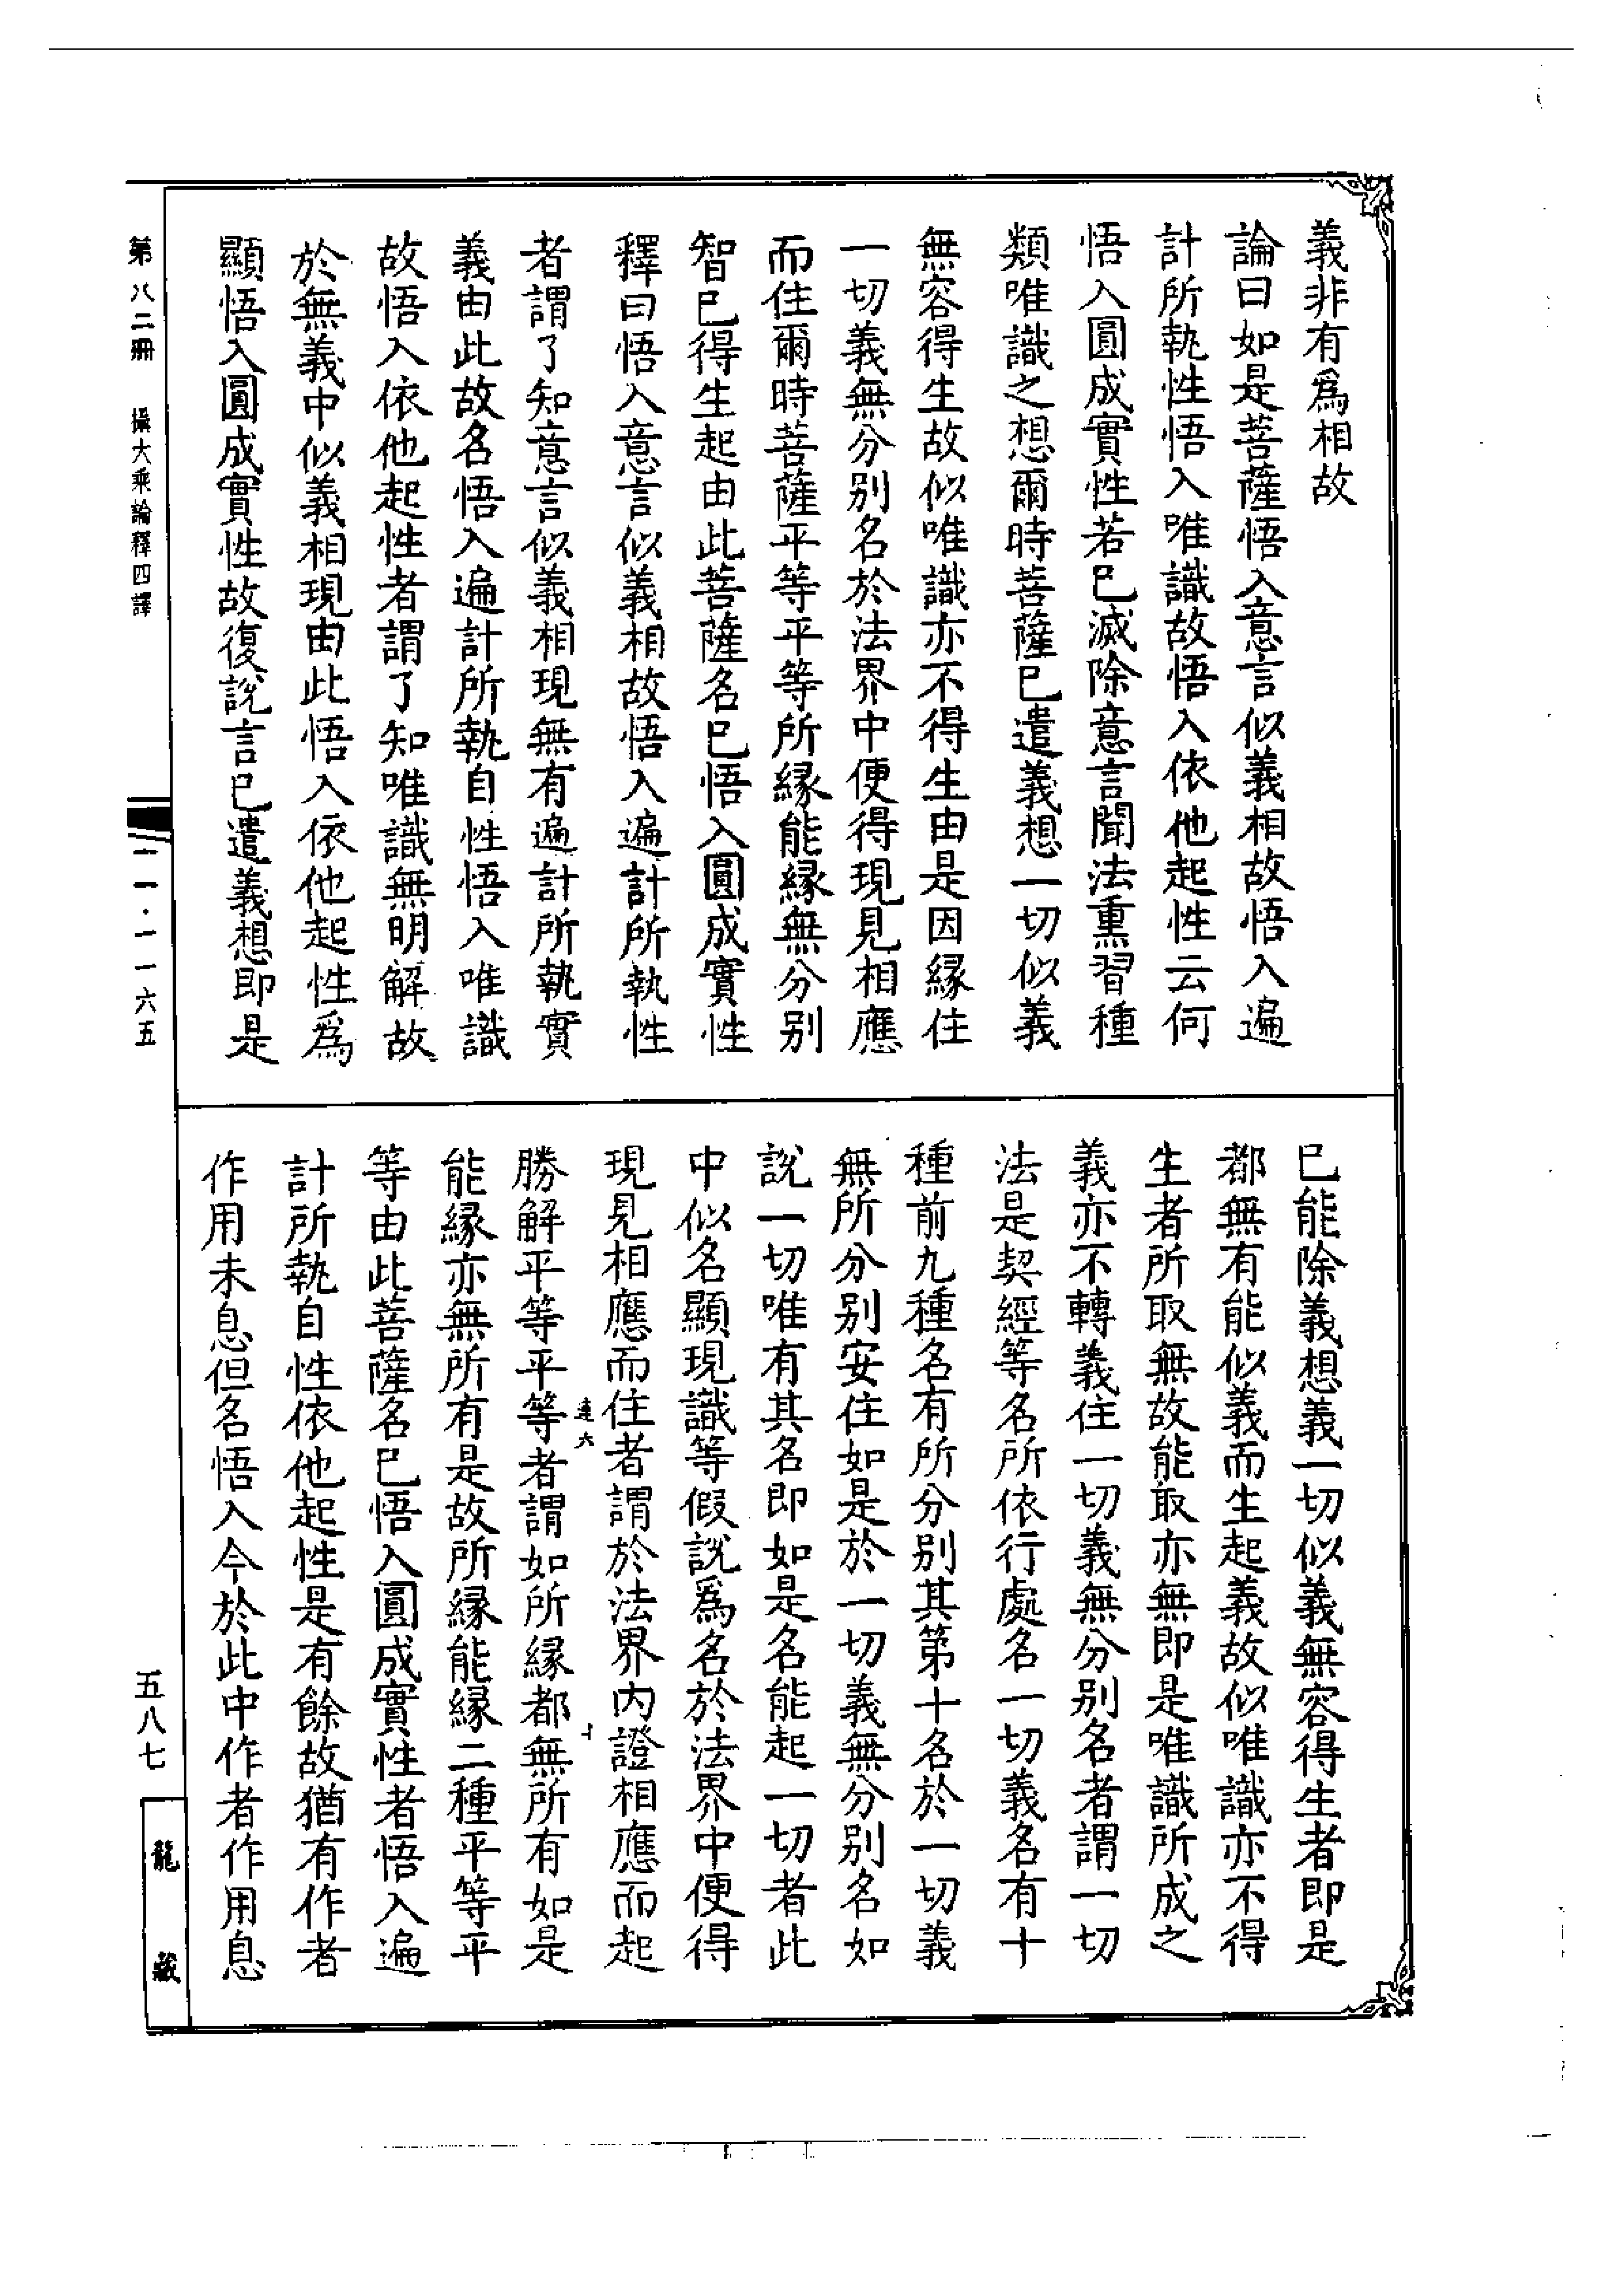 義非有爲相故
論曰如是菩薩悟入意言似義相故悟入遍
計所執性悟入唯識故悟入依他起性云何
悟入圓成實性若已滅除意言聞法熏習種
類唯識之想爾時菩薩已遣義想一切似義
無容得生故似唯識亦不得生由是因緣住
一切義無分別名於法界中便得現見相應
而住爾時菩薩平等平等所緣能緣無分別
智已得生起由此菩薩名已悟入圓成實性
釋曰悟入意言似義相故悟入遍計所執性
者謂了知意言似義相現無有遍計所執實
義由此故名悟入遍計所執自性悟入唯識
故悟入依他起性者謂了知唯識無明解故
於無義中似義相現由此悟入依他起性爲
顯悟入圓成實性故復說言已遣義想即是
已能除義想義一切似義無容得生者即是
都無有能似義而生起義故似唯識亦不得
生者所取無故能取亦無即是唯識所成之
義亦不轉義住一切義無分別名者謂一切
法是契經等名所依行處名一切義名有十
種前九種名有所分別其第十名於一切義
無所分別安住如是於一切義無分別名如
說一切唯有其名即如是名能起一切者此
中似名顯現識等假說爲名於法界中便得
現見相應而住者謂於法界內證相應而起
達六 十
勝解平等平等者謂如所緣都無所有如是
能緣亦無所有是故所緣能緣二種平等平
等由此菩薩名已悟入圓成實性者悟入遍
計所執自性依他起性是有餘故猶有作者
作用未息但名悟入今於此中作者作用息
第八二冊 攝大乘論釋四譯
二一·一一六五
五八七
龍藏